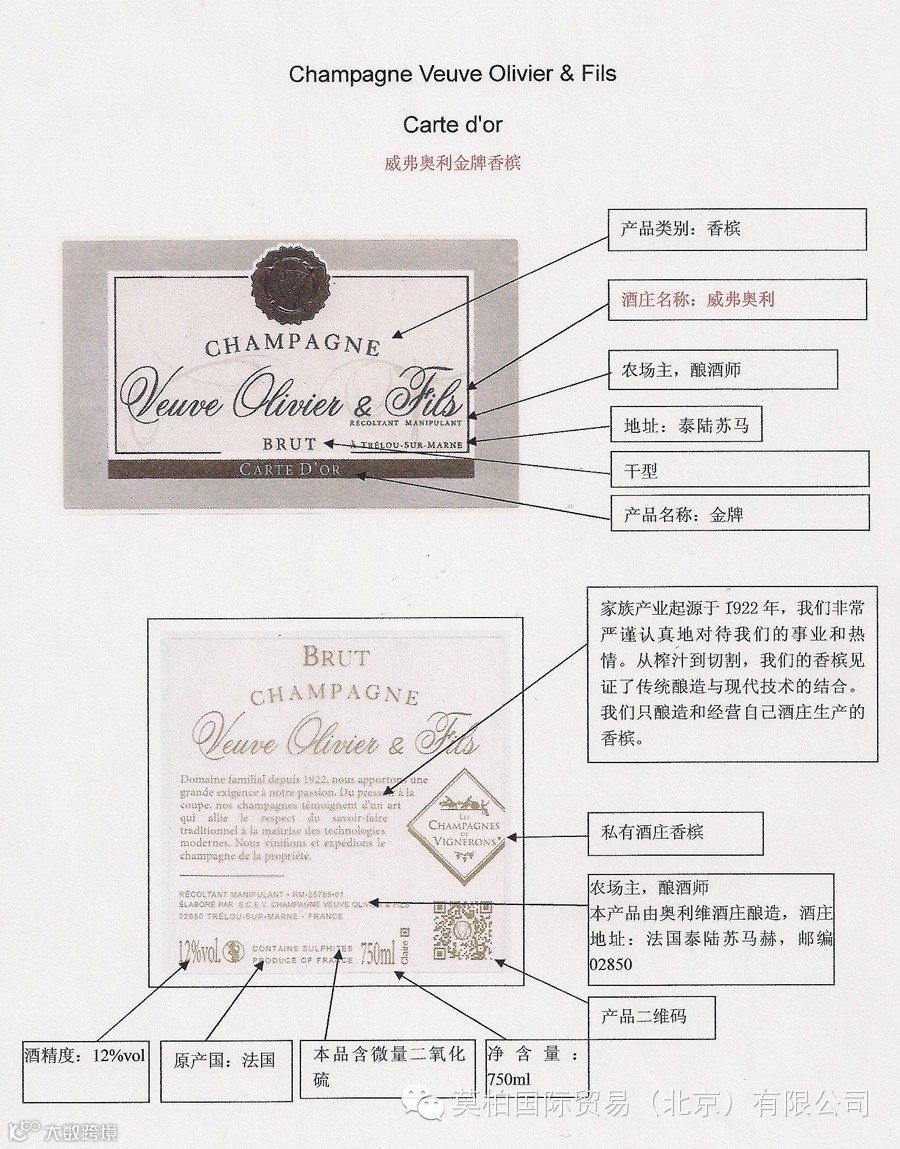 Champagne Veuve Olivier & Fils
Carte d'or
威弗奥利金牌香槟
产品类别：香槟
酒庄名称：威弗奥利
农场主，酿酒师
地址：泰陆苏马
干型
产品名称：金牌
CHAMPAGNE
Veuve Olivier & Fils
RÉCOLTANT MANIPULANT
BRUT
À TRÉLOU-SUR-MARNE
CARTE D'OR
家族产业起源于 1922 年，我们非常
严谨认真地对待我们的事业和热
情。从榨汁到切割，我们的香槟见
证了传统酿造与现代技术的结合。
我们只酿造和经营自己酒庄生产的
香槟。
BRUT
CHAMPAGNE
Veuve Olivier & Fils
Domaine familial depuis 1922, nous apportons une
grande exigence à notre passion. Du pressoir à la
coupe, nos champagnes témoignent d'un art
qui allie le respect du savoir-faire
traditionnel à la maîtrise des technologies
modernes. Nous vinifions et expédions le
champagne de la propriété.
LES
CHAMPAGNES
DE
VIGNERONS
私有酒庄香槟
RÉCOLTANT MANIPULANT - RM-25789-01
ÉLABORÉ PAR S.C.E.V. CHAMPAGNE VEUVE OLIVIER & FILS
02850 TRÉLOU-SUR-MARNE - FRANCE
农场主，酿酒师
本产品由奥利维酒庄酿造，酒庄
地址：法国泰陆苏马赫，邮编
02850
12%vol.
CONTAINS SULPHITES
PRODUCE OF FRANCE
750ml
Claire
产品二维码
酒精度：12%vol
原产国：法国
本品含微量二氧化
硫
净含量：
750ml
莫柏国际贸易（北京）有限公司
大数跨境